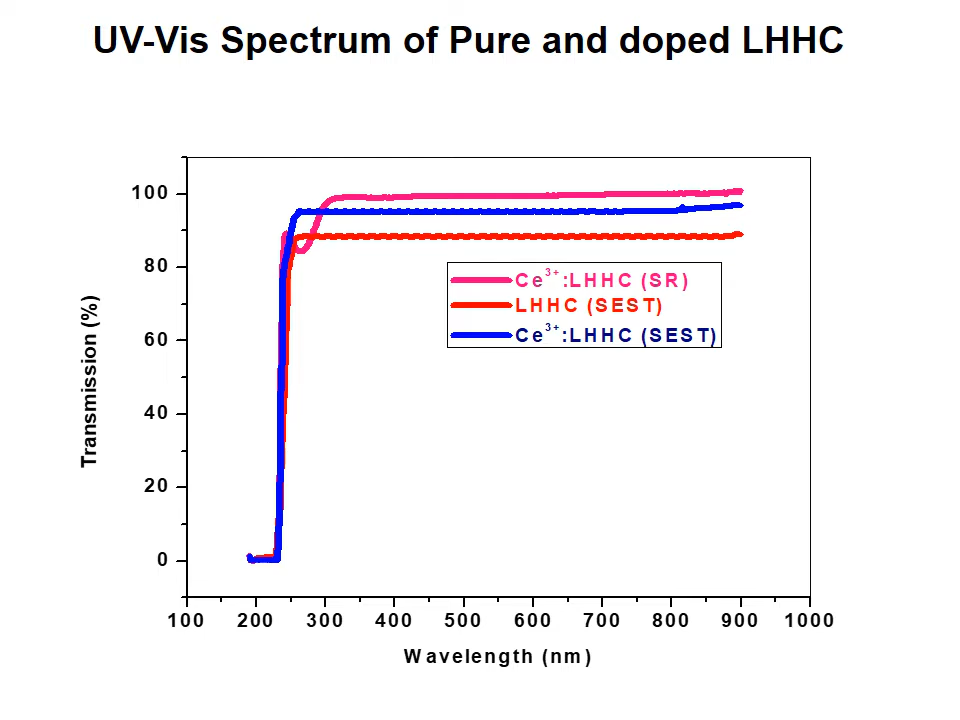 UV-Vis Spectrum of Pure and doped LHHC
100
80
60
40
20
0
Transmission (%)
Ce³⁺:LHHC (SR)
LHHC (SEST)
Ce³⁺:LHHC (SEST)
100 200 300 400 500 600 700 800 900 1000
Wavelength (nm)